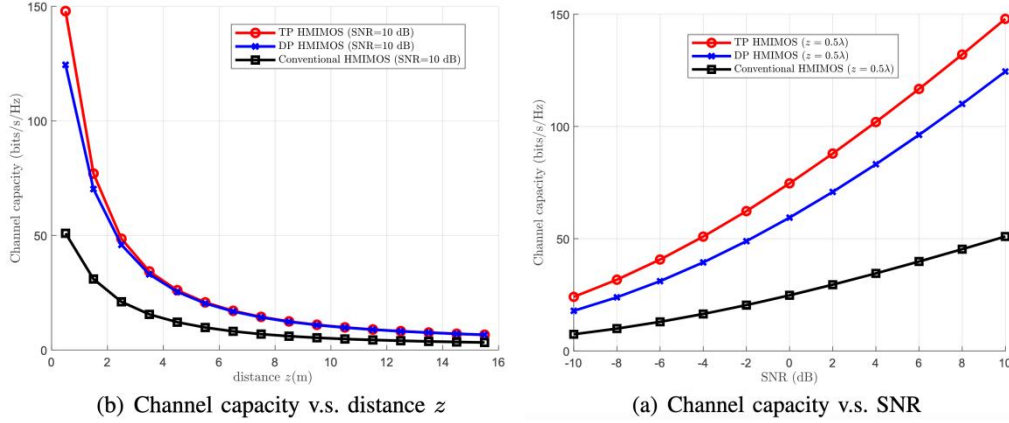 150
100
50
0
Channel capacity (bits/s/Hz)
TP HMIMOS (SNR=10 dB)
DP HMIMOS (SNR=10 dB)
Conventional HMIMOS (SNR=10 dB)
0 2 4 6 8 10 12 14 16
distance z(m)
(b) Channel capacity v.s. distance z
150
100
50
0
Channel capacity (bits/s/Hz)
TP HMIMOS (z = 0.5λ)
DP HMIMOS (z = 0.5λ)
Conventional HMIMOS (z = 0.5λ)
-10 -8 -6 -4 -2 0 2 4 6 8 10
SNR (dB)
(a) Channel capacity v.s. SNR